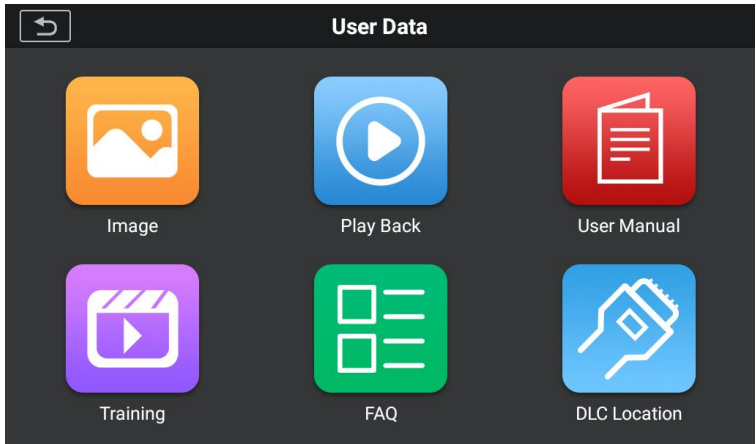 User Data
Image
Play Back
User Manual
Training
FAQ
DLC Location